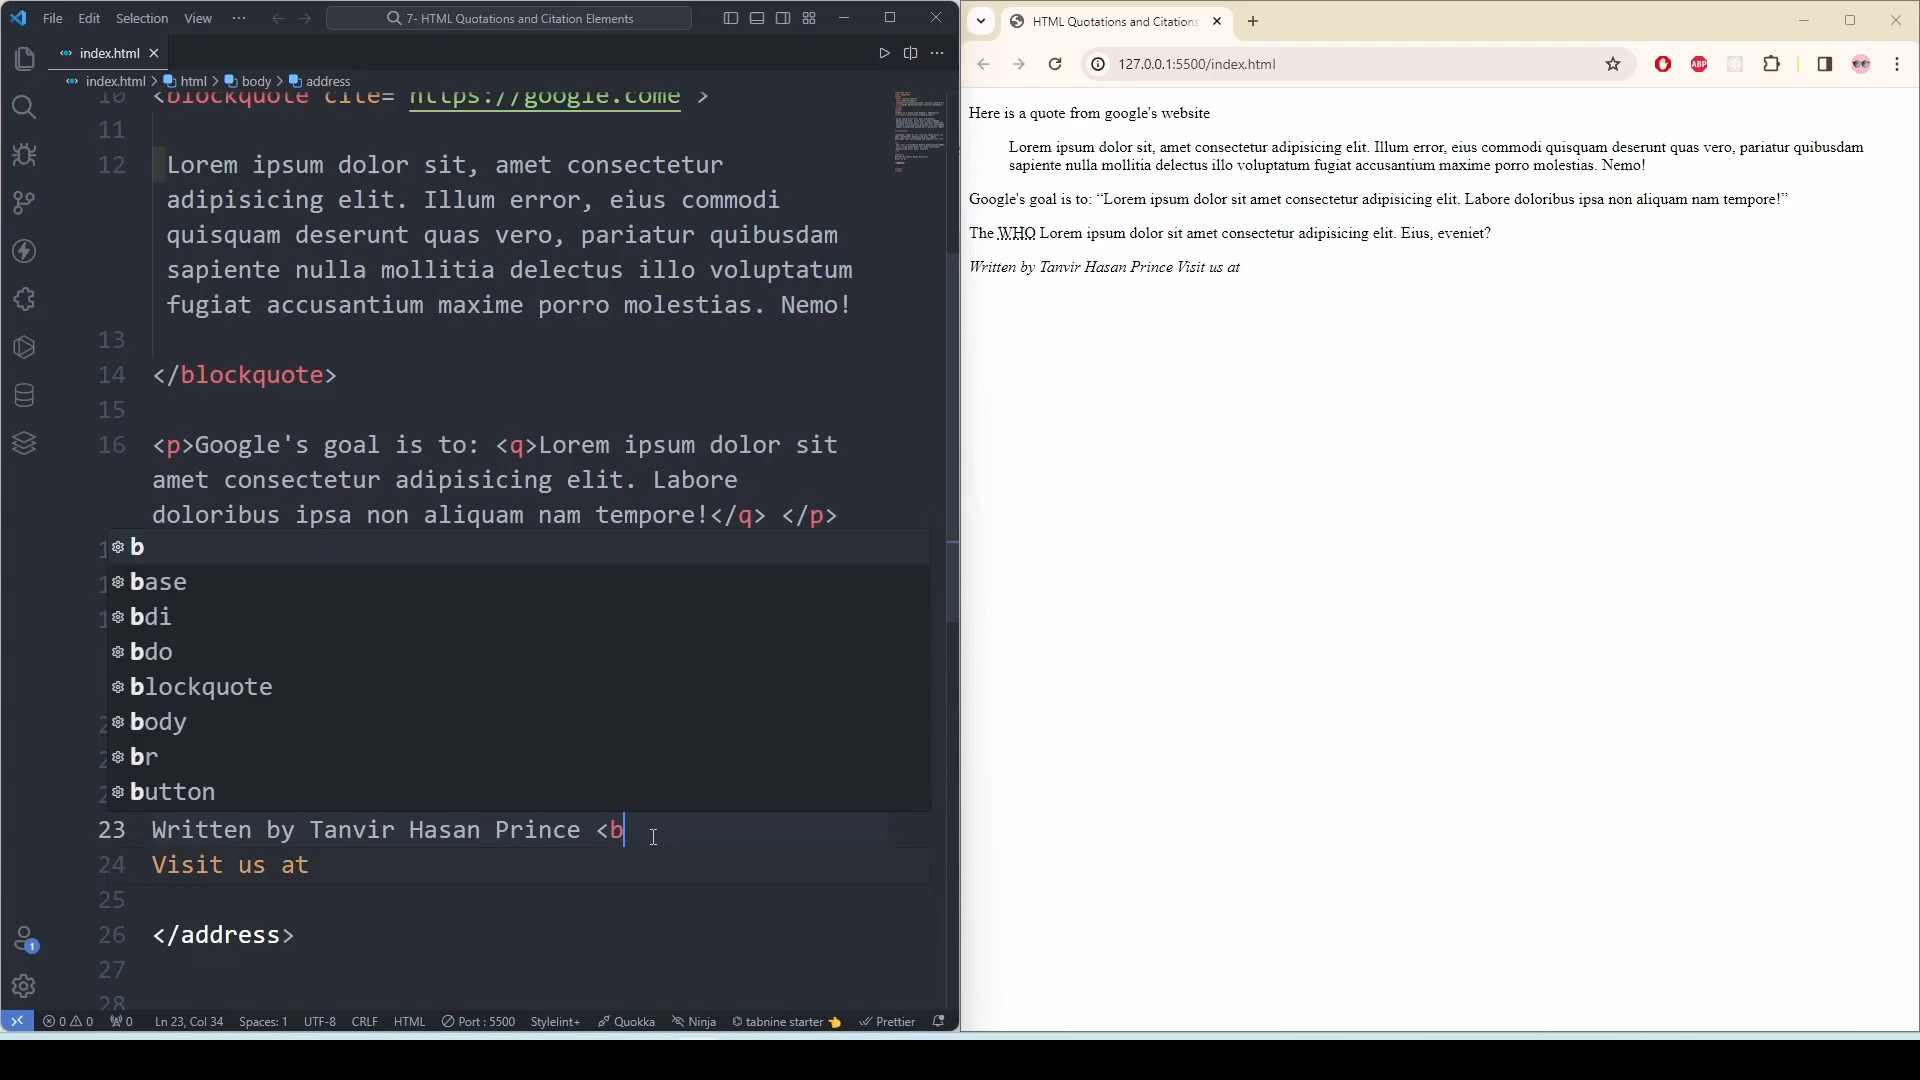 File Edit Selection View ··· 7- HTML Quotations and Citation Elements
index.html
index.html > html > body > address
10 <blockquote cite="https://google.come">
11
12 Lorem ipsum dolor sit, amet consectetur
adipisicing elit. Illum error, eius commodi
quisquam deserunt quas vero, pariatur quibusdam
sapiente nulla mollitia delectus illo voluptatum
fugiat accusantium maxime porro molestias. Nemo!
13
14 </blockquote>
15
16 <p>Google's goal is to: <q>Lorem ipsum dolor sit
amet consectetur adipisicing elit. Labore
doloribus ipsa non aliquam nam tempore!</q> </p>
b
base
bdi
bdo
blockquote
body
br
button
23 Written by Tanvir Hasan Prince <b
24 Visit us at
25
26 </address>
27
28
1
0 0 0 Ln 23, Col 34 Spaces: 1 UTF-8 CRLF HTML Port : 5500 Stylelint+ Quokka Ninja tabnine starter Prettier
HTML Quotations and Citations
127.0.0.1:5500/index.html
ABP
Here is a quote from google's website
Lorem ipsum dolor sit, amet consectetur adipisicing elit. Illum error, eius commodi quisquam deserunt quas vero, pariatur quibusdam
sapiente nulla mollitia delectus illo voluptatum fugiat accusantium maxime porro molestias. Nemo!
Google's goal is to: “Lorem ipsum dolor sit amet consectetur adipisicing elit. Labore doloribus ipsa non aliquam nam tempore!”
The WHO Lorem ipsum dolor sit amet consectetur adipisicing elit. Eius, eveniet?
Written by Tanvir Hasan Prince Visit us at